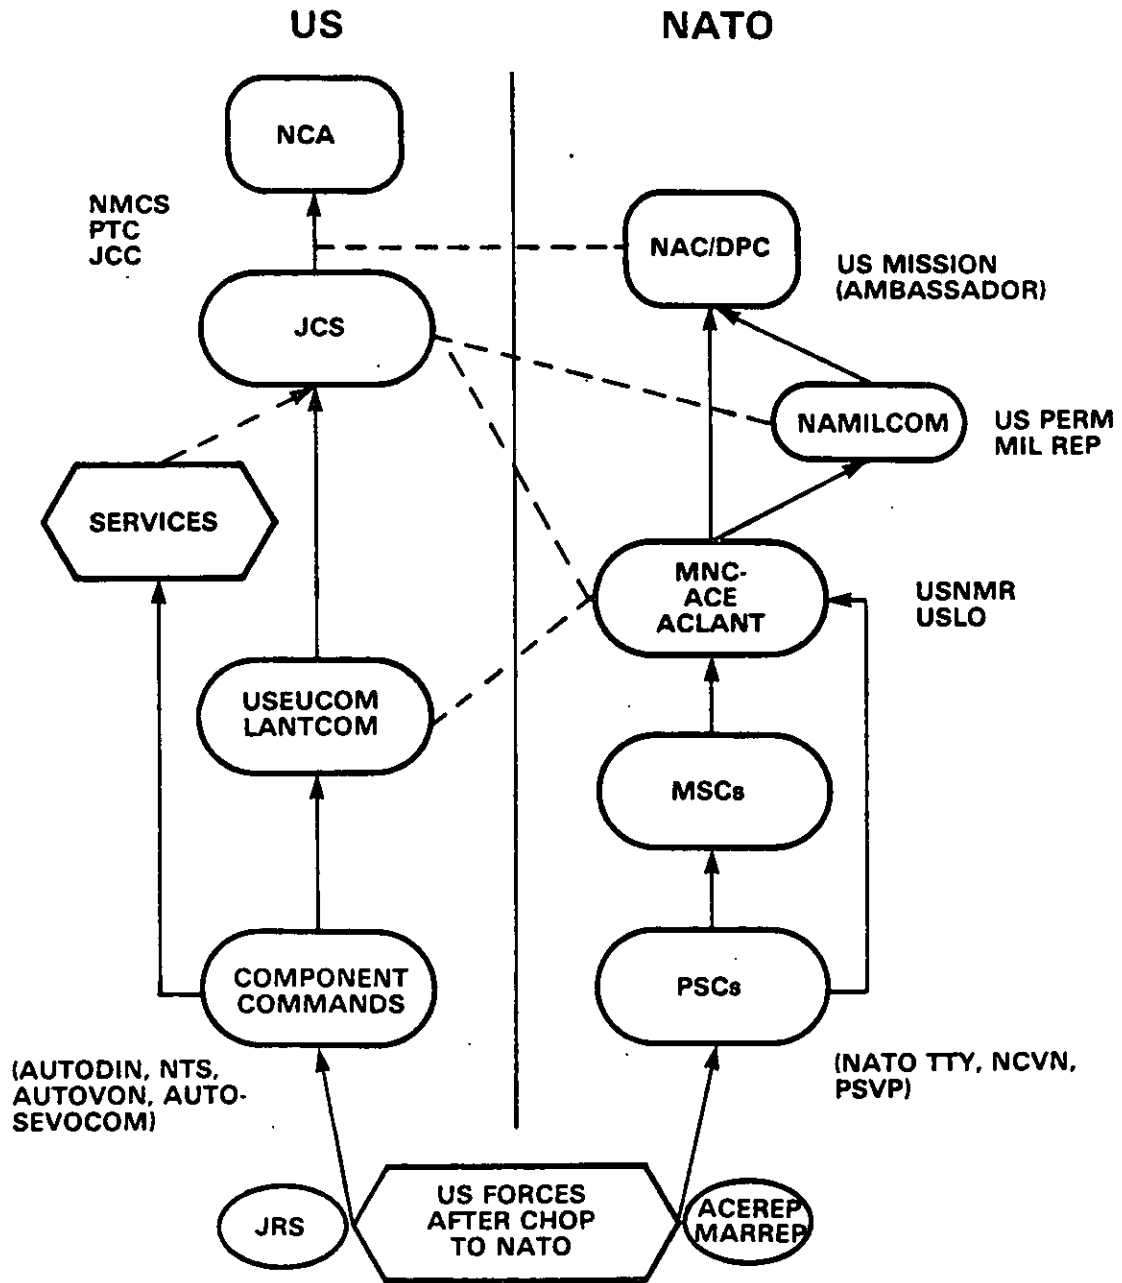 US
NATO
NCA
NMCS
PTC
JCC
NAC/DPC
US MISSION
(AMBASSADOR)
JCS
NAMILCOM
US PERM
MIL REP
SERVICES
MNC-
ACE
ACLANT
USNMR
USLO
USEUCOM
LANTCOM
MSCs
COMPONENT
COMMANDS
PSCs
(AUTODIN, NTS,
AUTOVON, AUTO-
SEVOCOM)
(NATO TTY, NCVN,
PSVP)
JRS
US FORCES
AFTER CHOP
TO NATO
ACEREP
MARREP